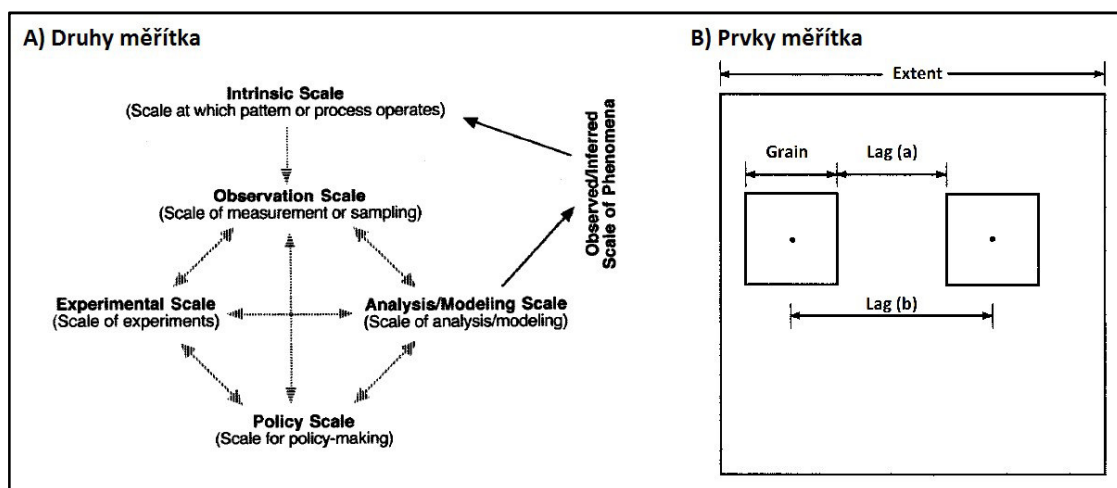 A) Druhy měřítka
Intrinsic Scale
(Scale at which pattern or process operates)
Observed/Inferred
Scale of Phenomena
Observation Scale
(Scale of measurement or sampling)
Experimental Scale
(Scale of experiments)
Analysis/Modeling Scale
(Scale of analysis/modeling)
Policy Scale
(Scale for policy-making)
B) Prvky měřítka
Extent
Grain
Lag (a)
Lag (b)